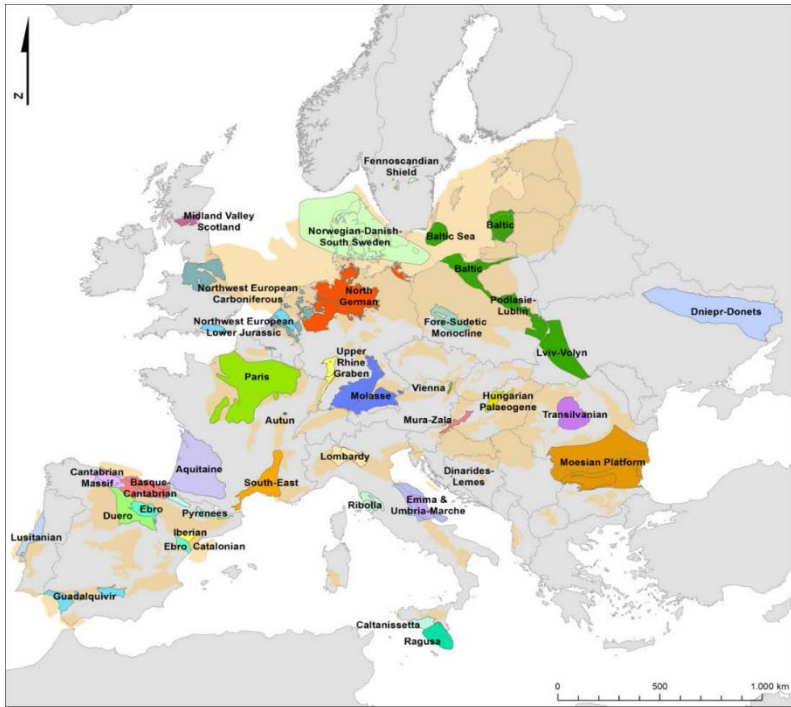 N
Fennoscandian
Shield
Midland Valley
Scotland
Norwegian-Danish-
South Sweden
Baltic Sea
Baltic
Baltic
Northwest European
Carboniferous
North
German
Podlasie-
Lublin
Dniepr-Donets
Northwest European
Lower Jurassic
Fore-Sudetic
Monocline
Lviv-Volyn
Upper
Rhine
Graben
Paris
Molasse
Vienna
Hungarian
Palaeogene
Transilvanian
Autun
Mura-Zala
Lombardy
Moesian Platform
Cantabrian
Massif
Basque-
Cantabrian
Aquitaine
South-East
Dinarides-
Lemes
Duero
Ebro
Pyrenees
Ribolla
Emma &
Umbria-Marche
Lusitanian
Iberian
Ebro
Catalonian
Guadalquivir
Caltanissetta
Ragusa
0 500 1.000 km